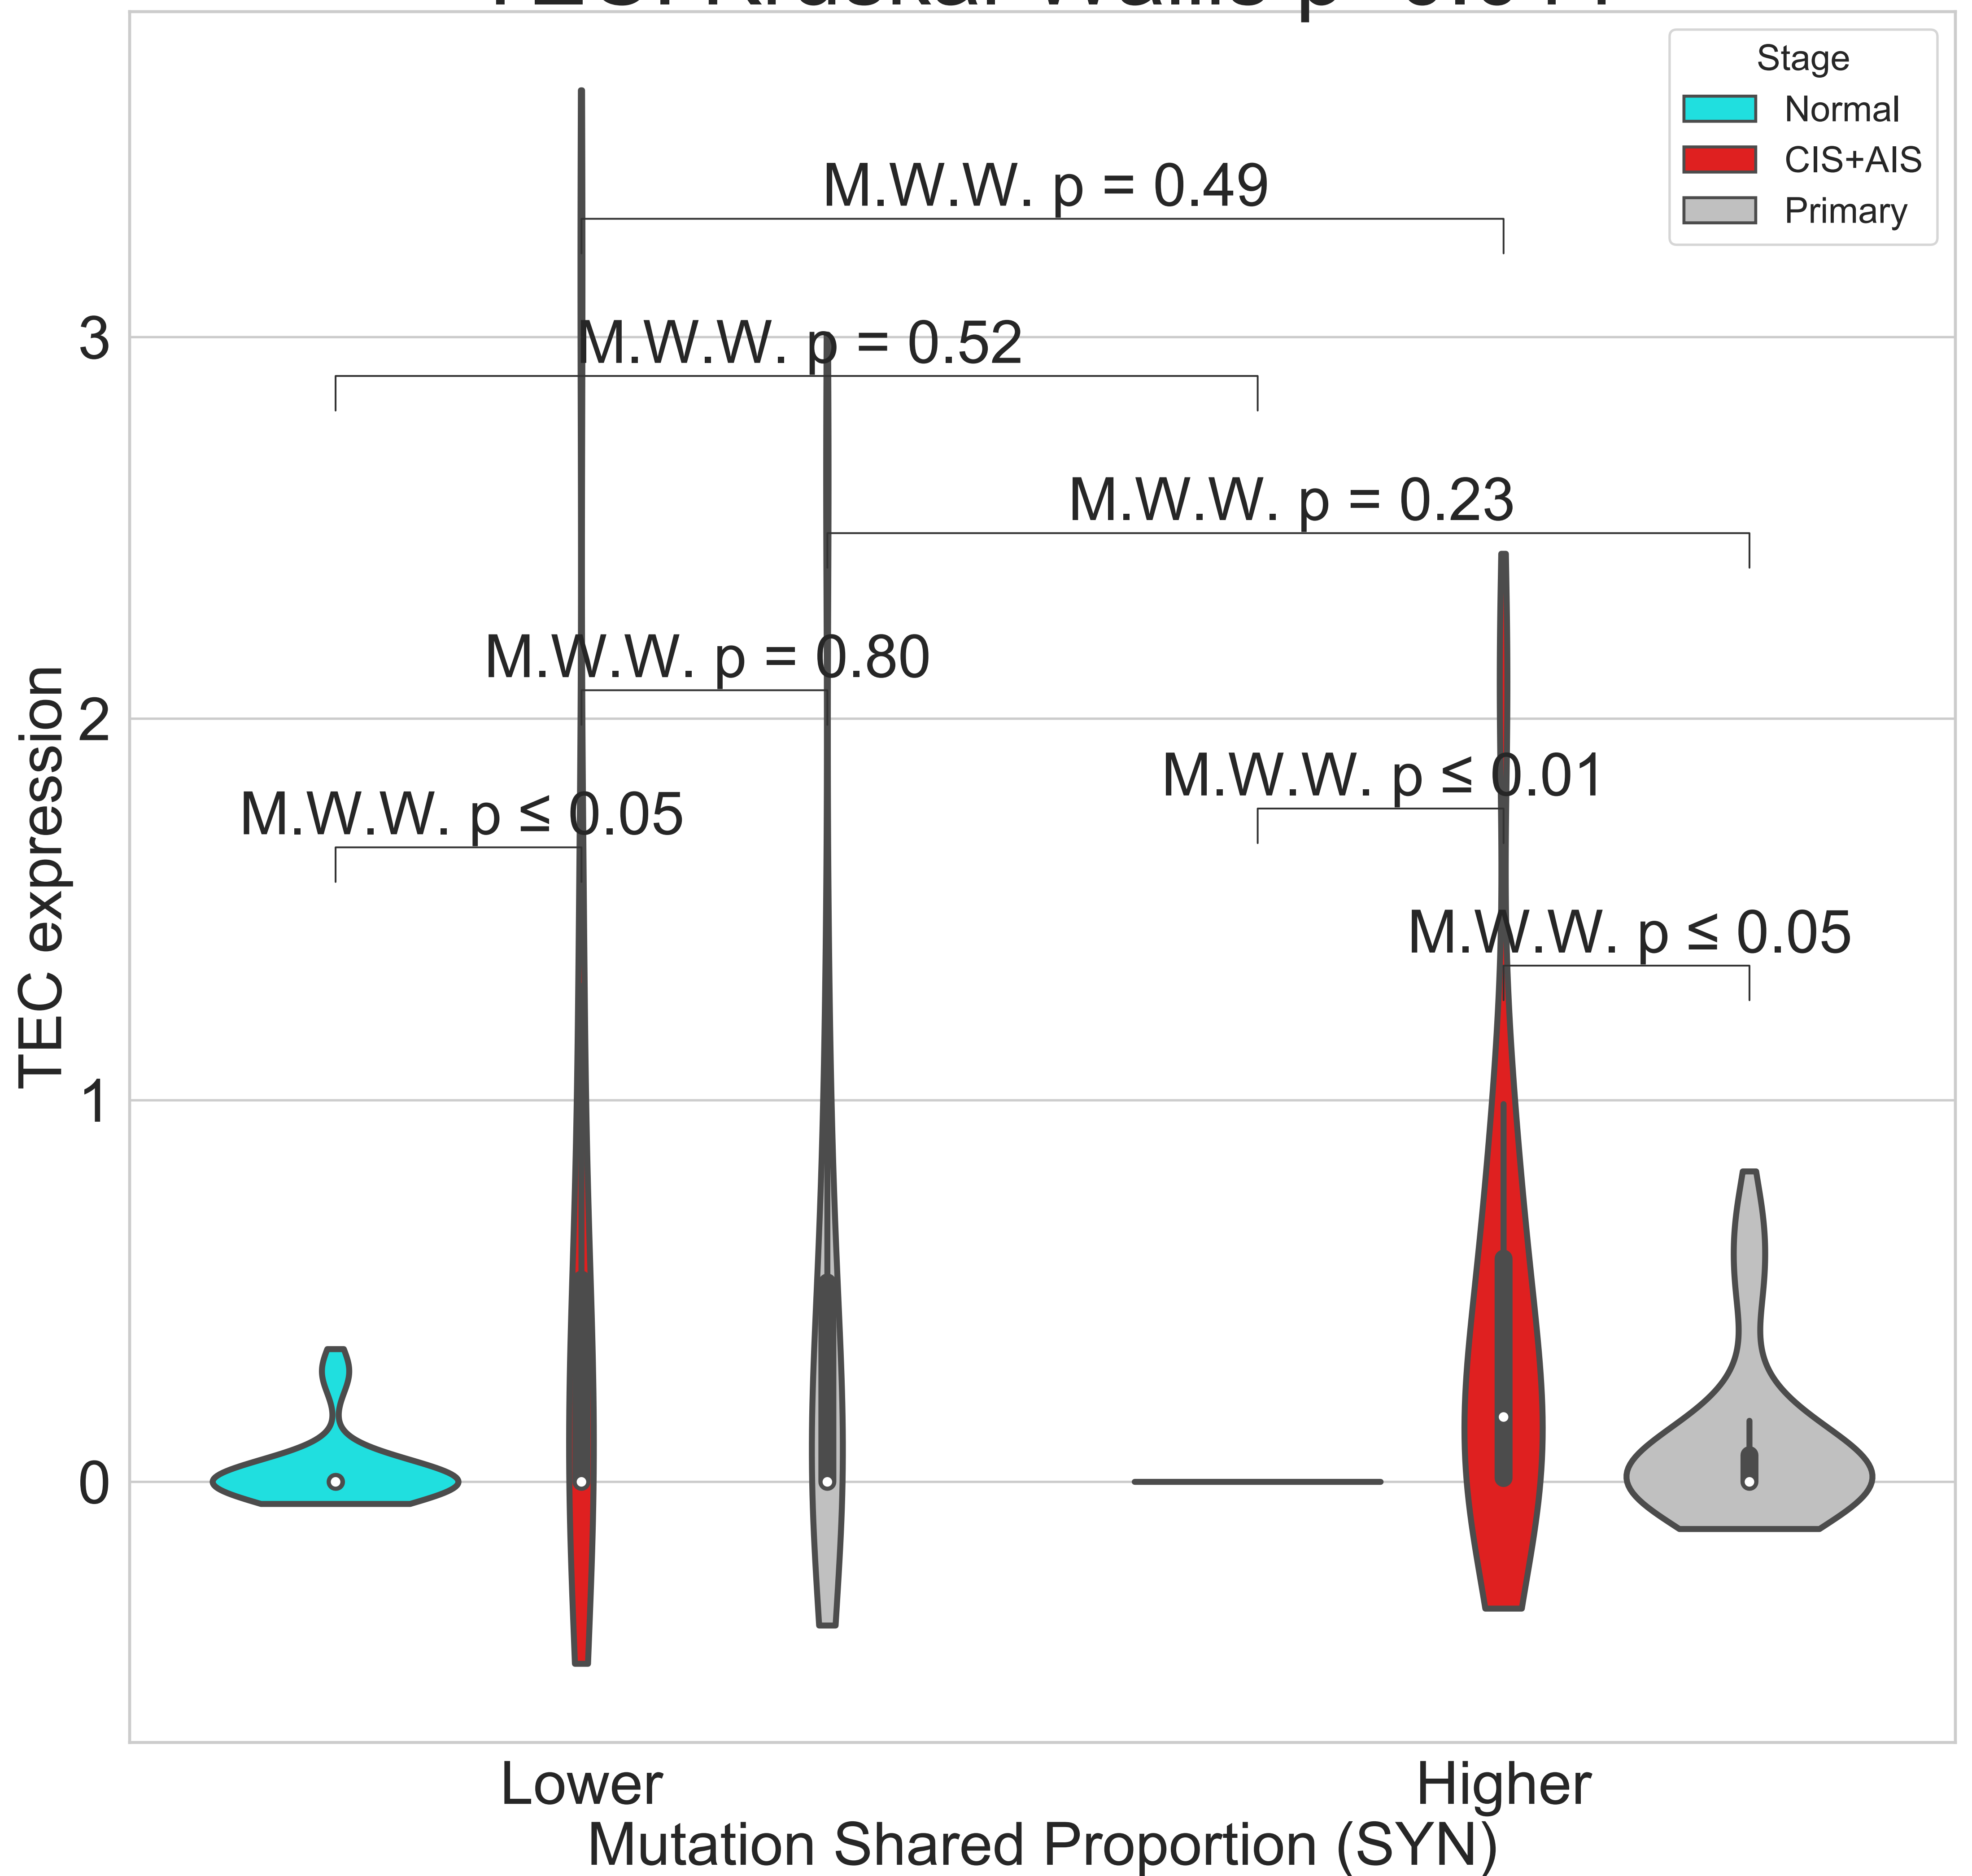 Stage
Normal
CIS+AIS
Primary
M.W.W. p = 0.49
M.W.W. p = 0.52
M.W.W. p = 0.23
M.W.W. p = 0.80
M.W.W. p ≤ 0.01
M.W.W. p ≤ 0.05
M.W.W. p ≤ 0.05
TEC expression
3
2
1
0
Lower
Higher
Mutation Shared Proportion (SYN)